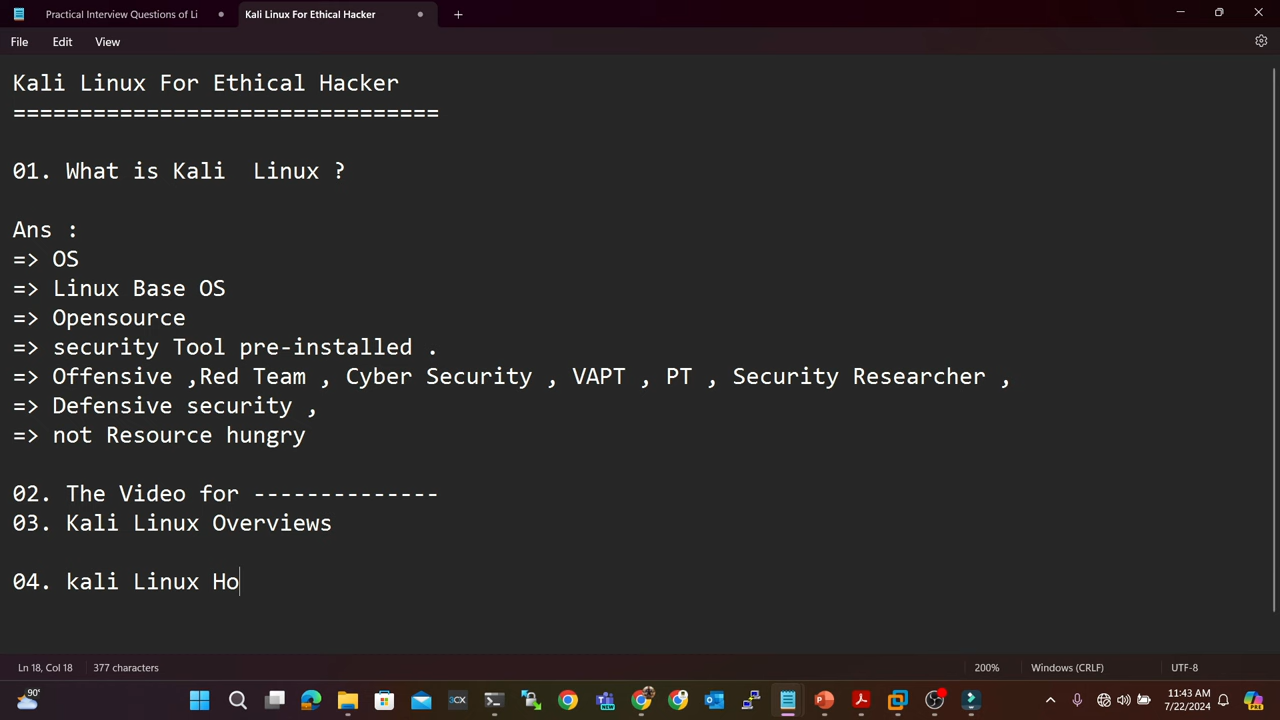 Practical Interview Questions of Li
Kali Linux For Ethical Hacker
File Edit View
Kali Linux For Ethical Hacker
================================
01. What is Kali  Linux ?
Ans :
=> OS
=> Linux Base OS
=> Opensource
=> security Tool pre-installed .
=> Offensive ,Red Team , Cyber Security , VAPT , PT , Security Researcher ,
=> Defensive security ,
=> not Resource hungry
02. The Video for --------------
03. Kali Linux Overviews
04. kali Linux Ho
Ln 18, Col 18 377 characters 200% Windows (CRLF) UTF-8
90°
11:43 AM
7/22/2024